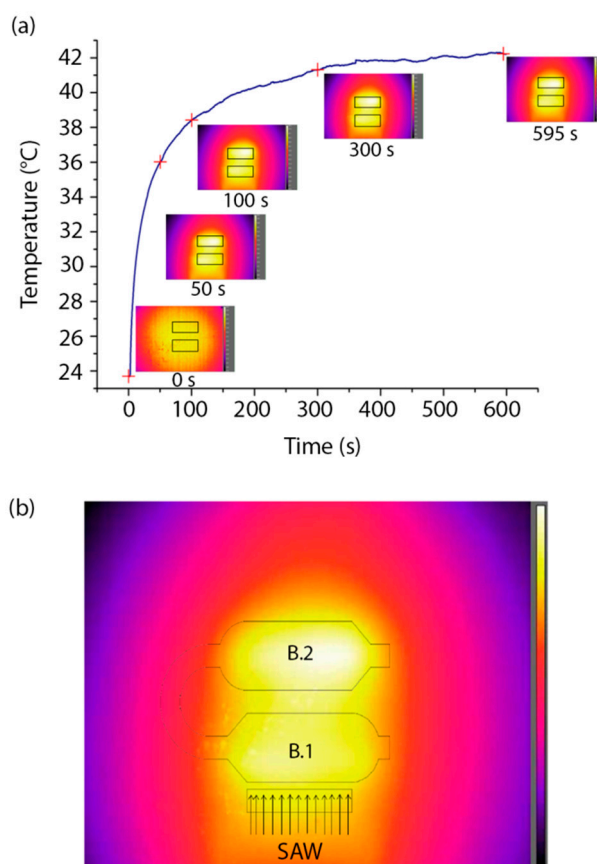 (a)
42
40
38
36
34
32
30
28
26
24
Temperature (°C)
0 s
50 s
100 s
300 s
595 s
0 100 200 300 400 500 600
Time (s)
(b)
B.2
B.1
SAW